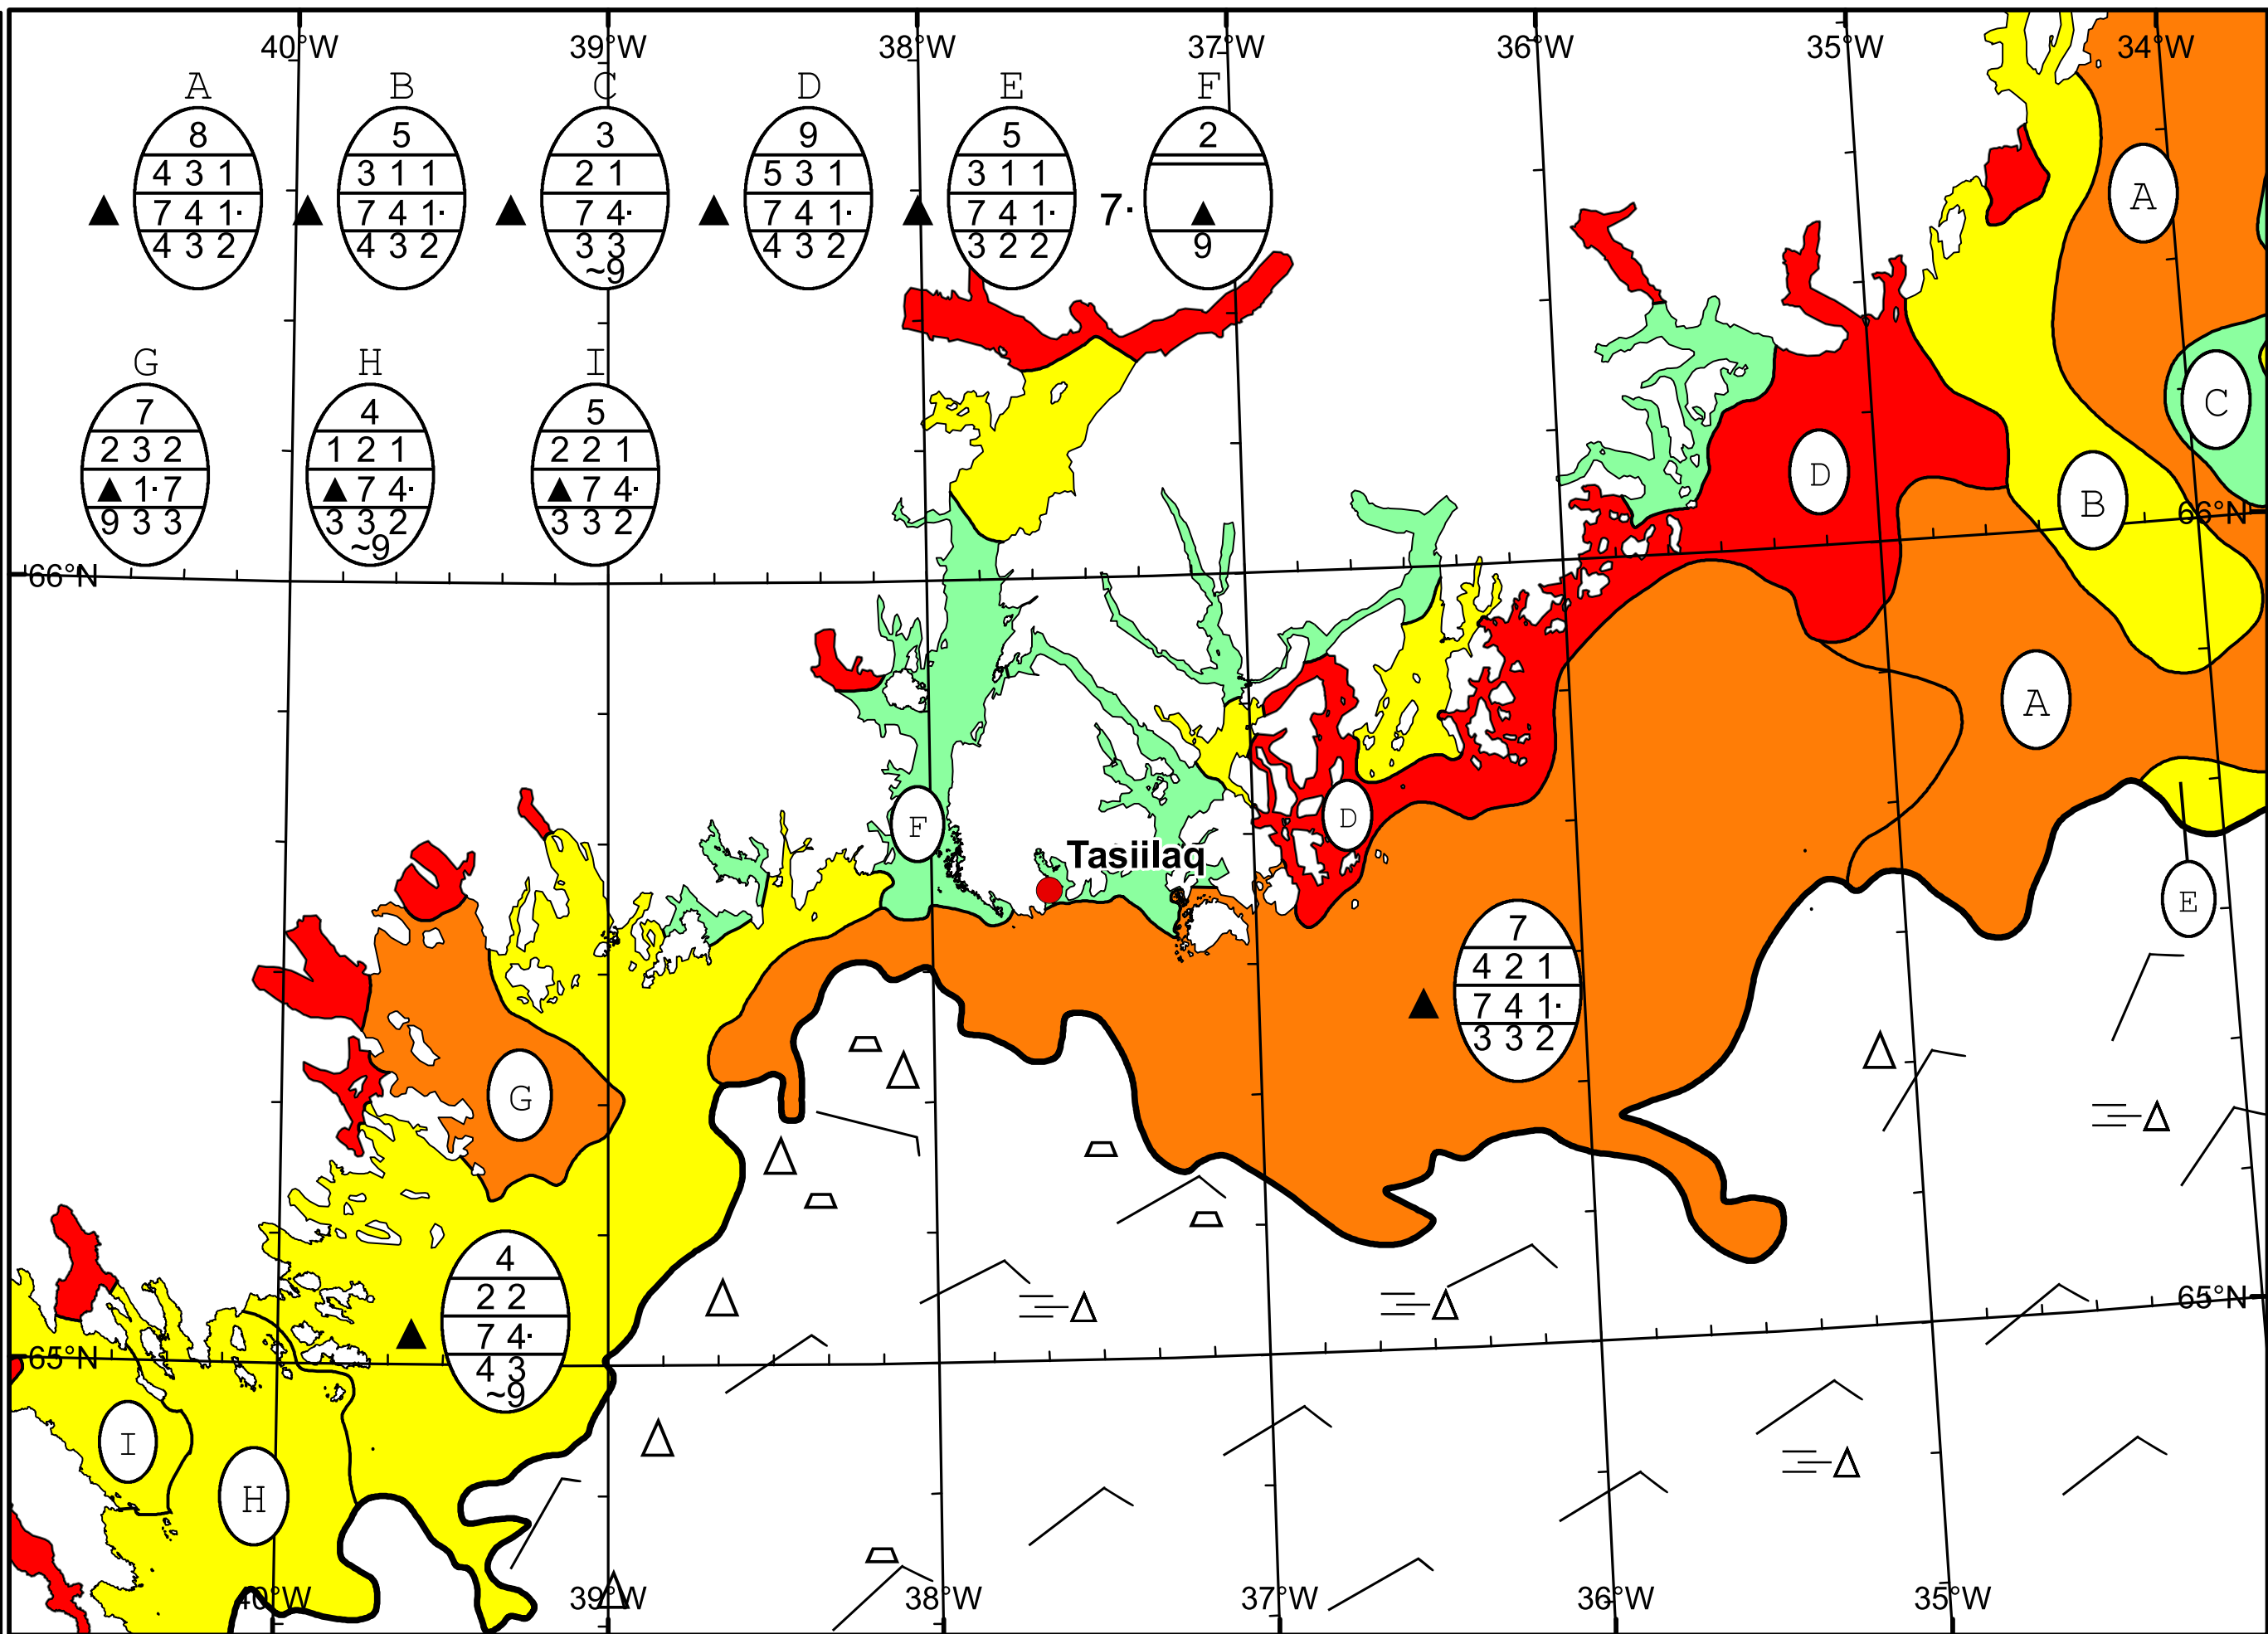 40°W 39°W 38°W 37°W 36°W 35°W 34°W
A B C D E F
8 5 3 9 5 2
4 3 1 3 1 1 2 1 5 3 1 3 1 1
▲ 7 4 1· ▲ 7 4 1· ▲ 7 4· ▲ 7 4 1· ▲ 7 4 1· 7· ▲
4 3 2 4 3 2 3 3 4 3 2 3 2 2 9
~9
A
G H I
7 4 5
2 3 2 1 2 1 2 2 1
▲ 1· 7 ▲ 7 4· ▲ 7 4·
9 3 3 3 3 2 3 3 2
~9
C
D
B
66°N
66°N
A
F
D
Tasiilaq
E
7
4 2 1
▲ 7 4 1·
3 3 2
G
4
2 2
▲ 7 4·
4 3
~9
65°N
65°N
I
H
40°W 39°W 38°W 37°W 36°W 35°W